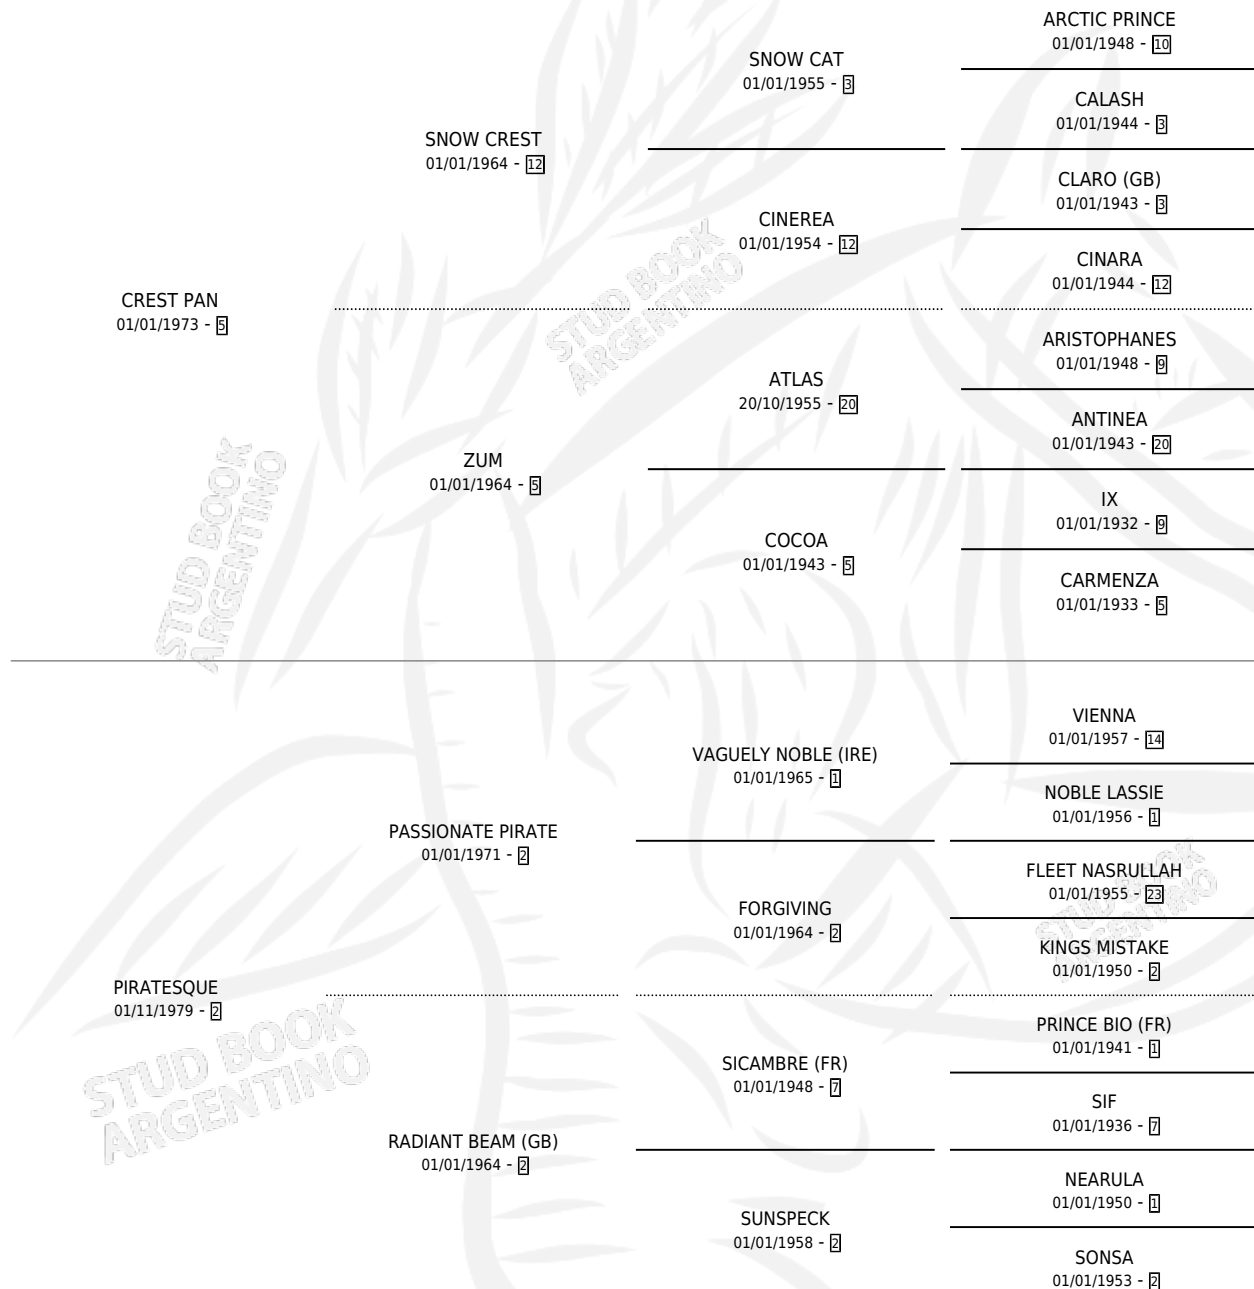 ARCTIC PRINCE
01/01/1948 - 10
SNOW CAT
01/01/1955 - 3
CALASH
01/01/1944 - 3
SNOW CREST
01/01/1964 - 12
CLARO (GB)
01/01/1943 - 3
CINEREA
01/01/1954 - 12
CINARA
01/01/1944 - 12
CREST PAN
01/01/1973 - 5
ARISTOPHANES
01/01/1948 - 9
ATLAS
20/10/1955 - 20
ANTINEA
01/01/1943 - 20
ZUM
01/01/1964 - 5
IX
01/01/1932 - 9
COCOA
01/01/1943 - 5
CARMENZA
01/01/1933 - 5
STUD BOOK
ARGENTINO
STUD BOOK
ARGENTINO
VIENNA
01/01/1957 - 14
VAGUELY NOBLE (IRE)
01/01/1965 - 1
NOBLE LASSIE
01/01/1956 - 1
PASSIONATE PIRATE
01/01/1971 - 2
FLEET NASRULLAH
01/01/1955 - 23
FORGIVING
01/01/1964 - 2
KINGS MISTAKE
01/01/1950 - 2
PIRATESQUE
01/11/1979 - 2
PRINCE BIO (FR)
01/01/1941 - 1
SICAMBRE (FR)
01/01/1948 - 7
SIF
01/01/1936 - 7
RADIANT BEAM (GB)
01/01/1964 - 2
NEARULA
01/01/1950 - 1
SUNSPECK
01/01/1958 - 2
SONSA
01/01/1953 - 2
STUD BOOK
ARGENTINO
STUD BOOK
ARGENTINO